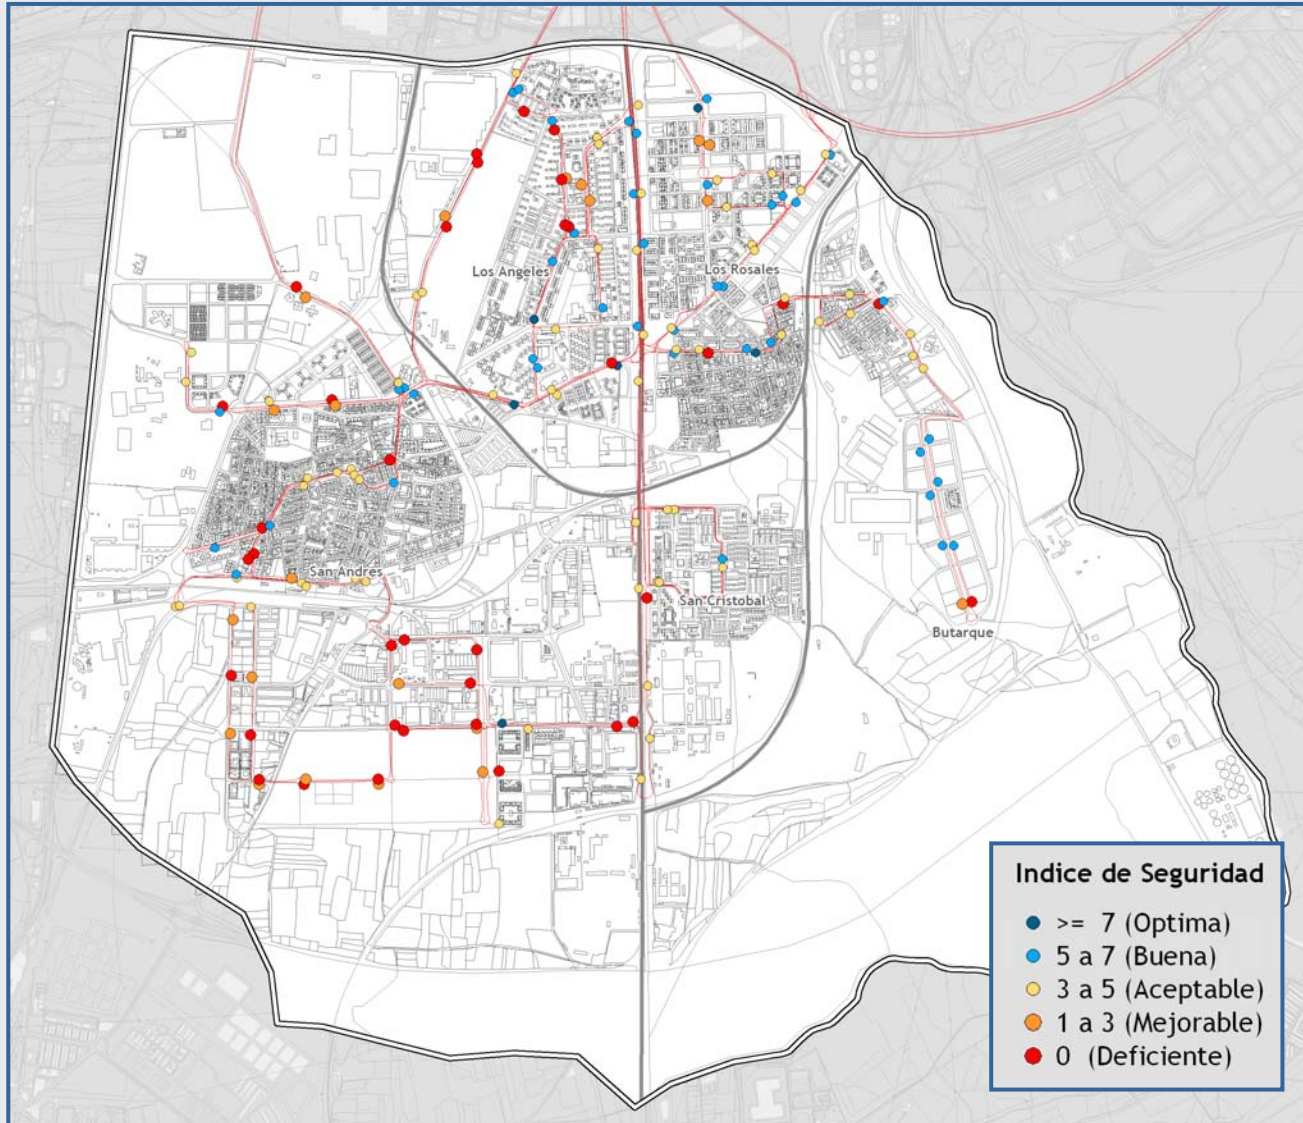 Los Angeles
Los Rosales
San Andres
San Cristobal
Butarque
Indice de Seguridad
>= 7 (Optima)
5 a 7 (Buena)
3 a 5 (Aceptable)
1 a 3 (Mejorable)
0 (Deficiente)